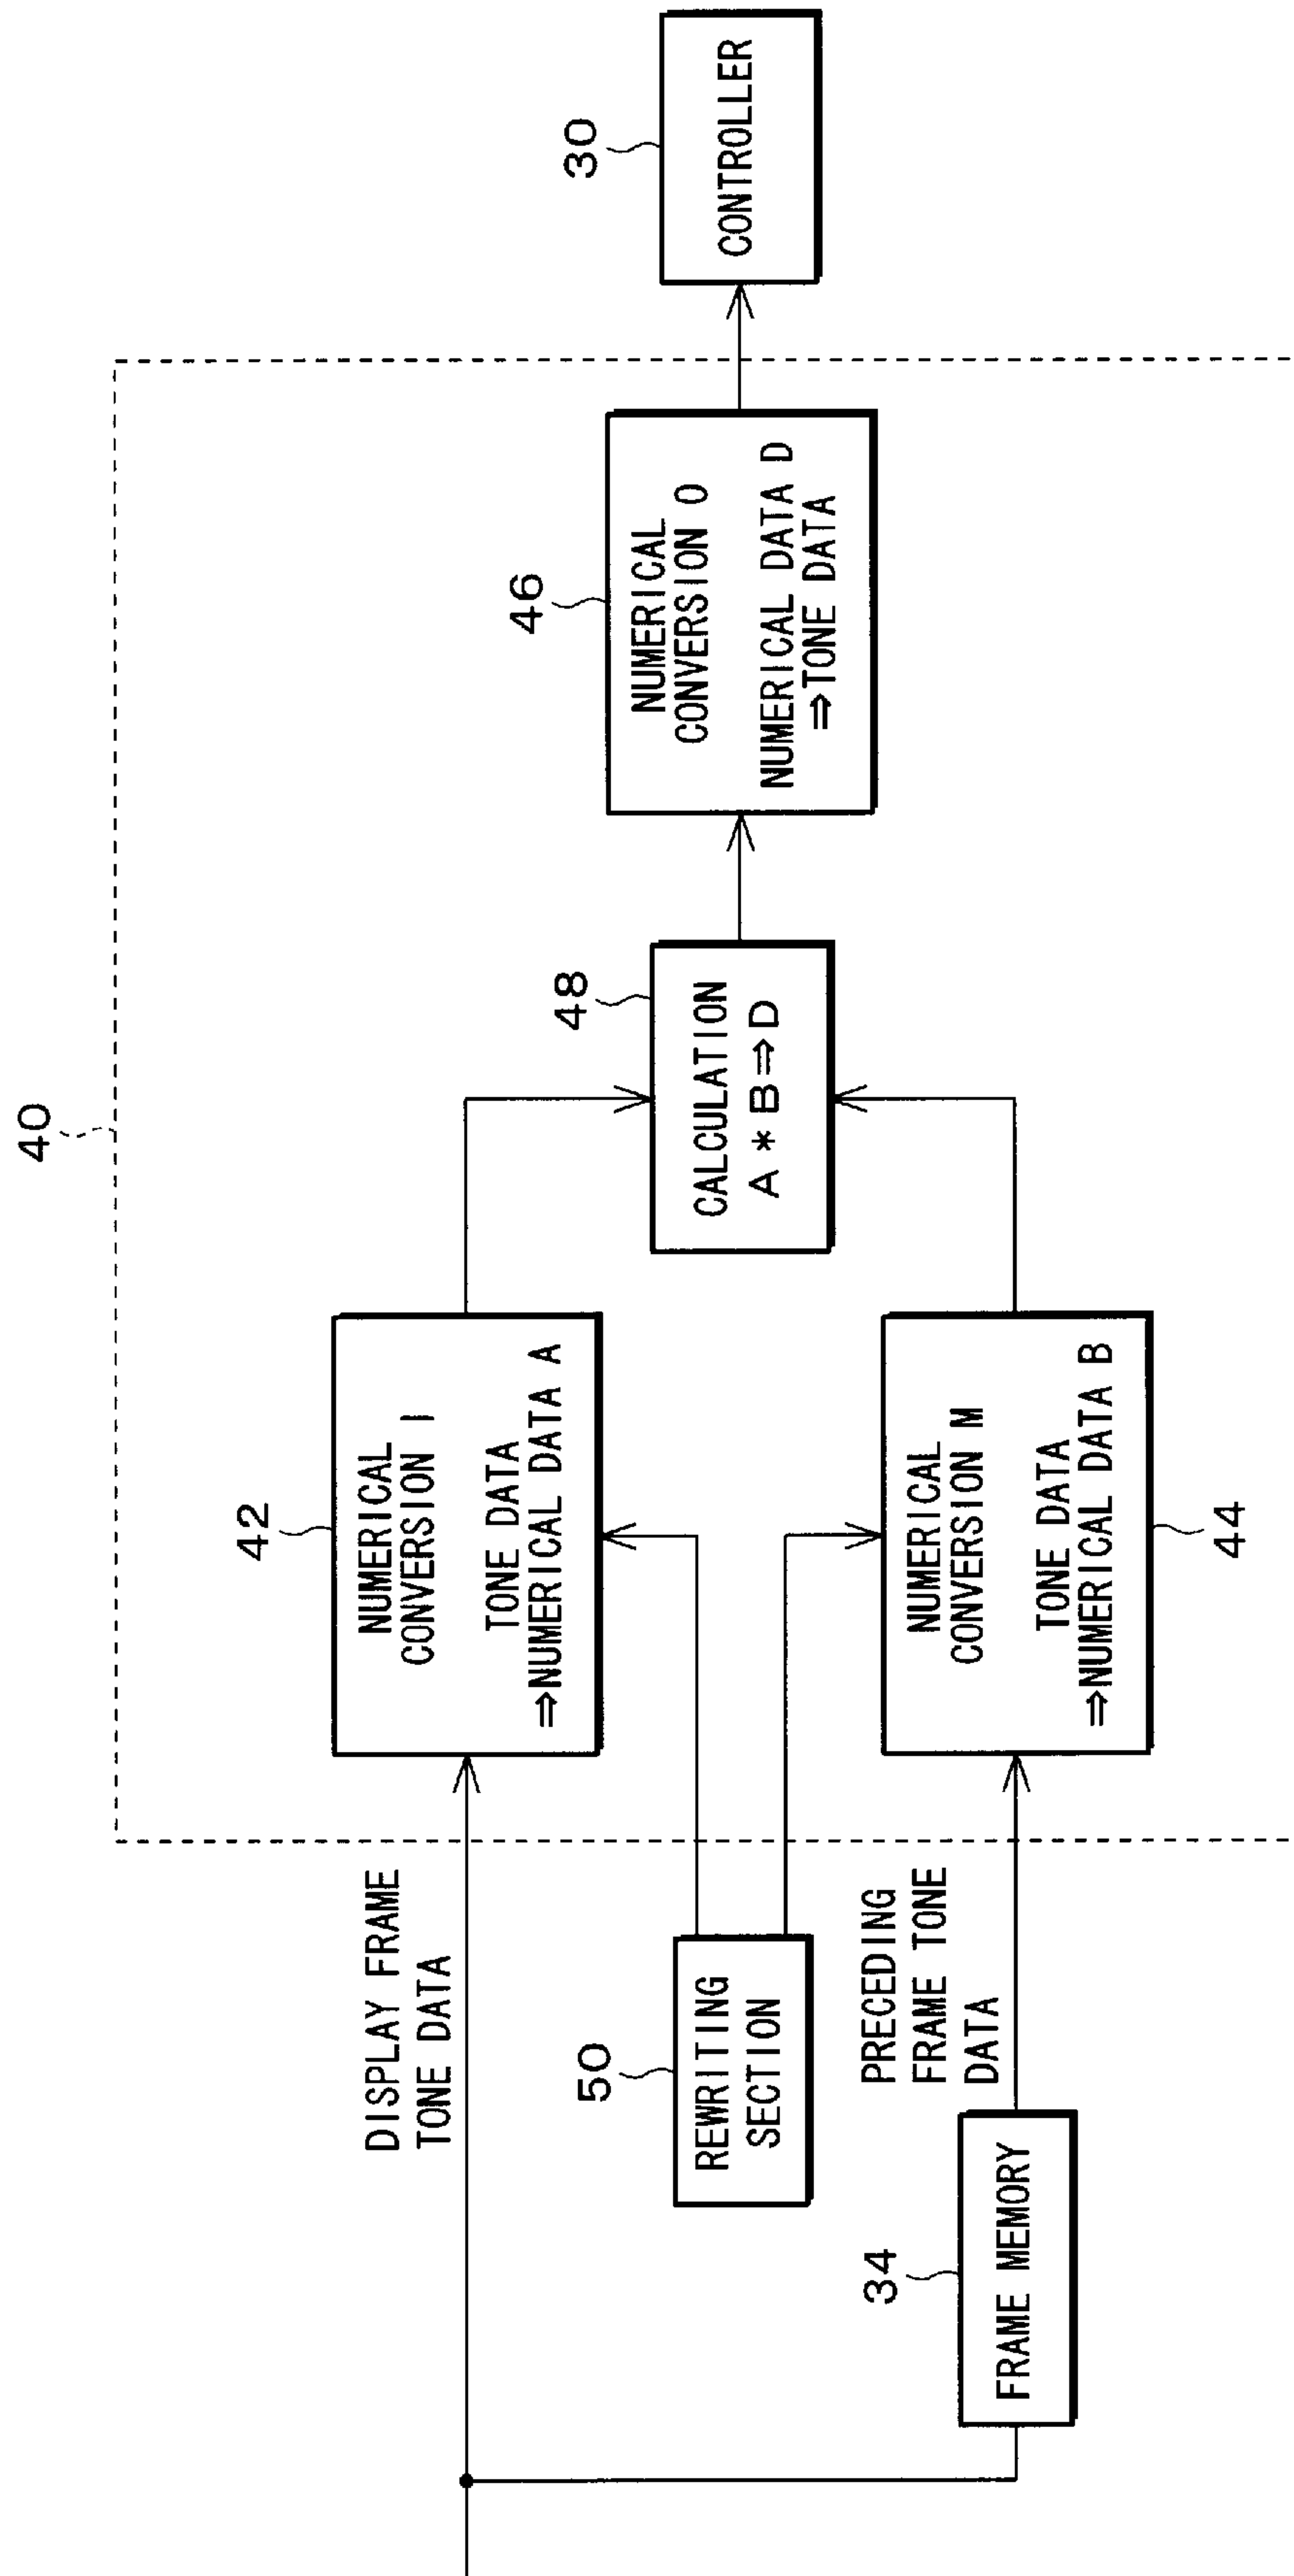 40
DISPLAY FRAME
TONE DATA
42
NUMERICAL
CONVERSION I
TONE DATA
⇒NUMERICAL DATA A
50
REWRITING
SECTION
34
FRAME MEMORY
PRECEDING
FRAME TONE
DATA
NUMERICAL
CONVERSION M
TONE DATA
⇒NUMERICAL DATA B
44
48
CALCULATION
A * B⇒D
46
NUMERICAL
CONVERSION O
NUMERICAL DATA D
⇒TONE DATA
30
CONTROLLER